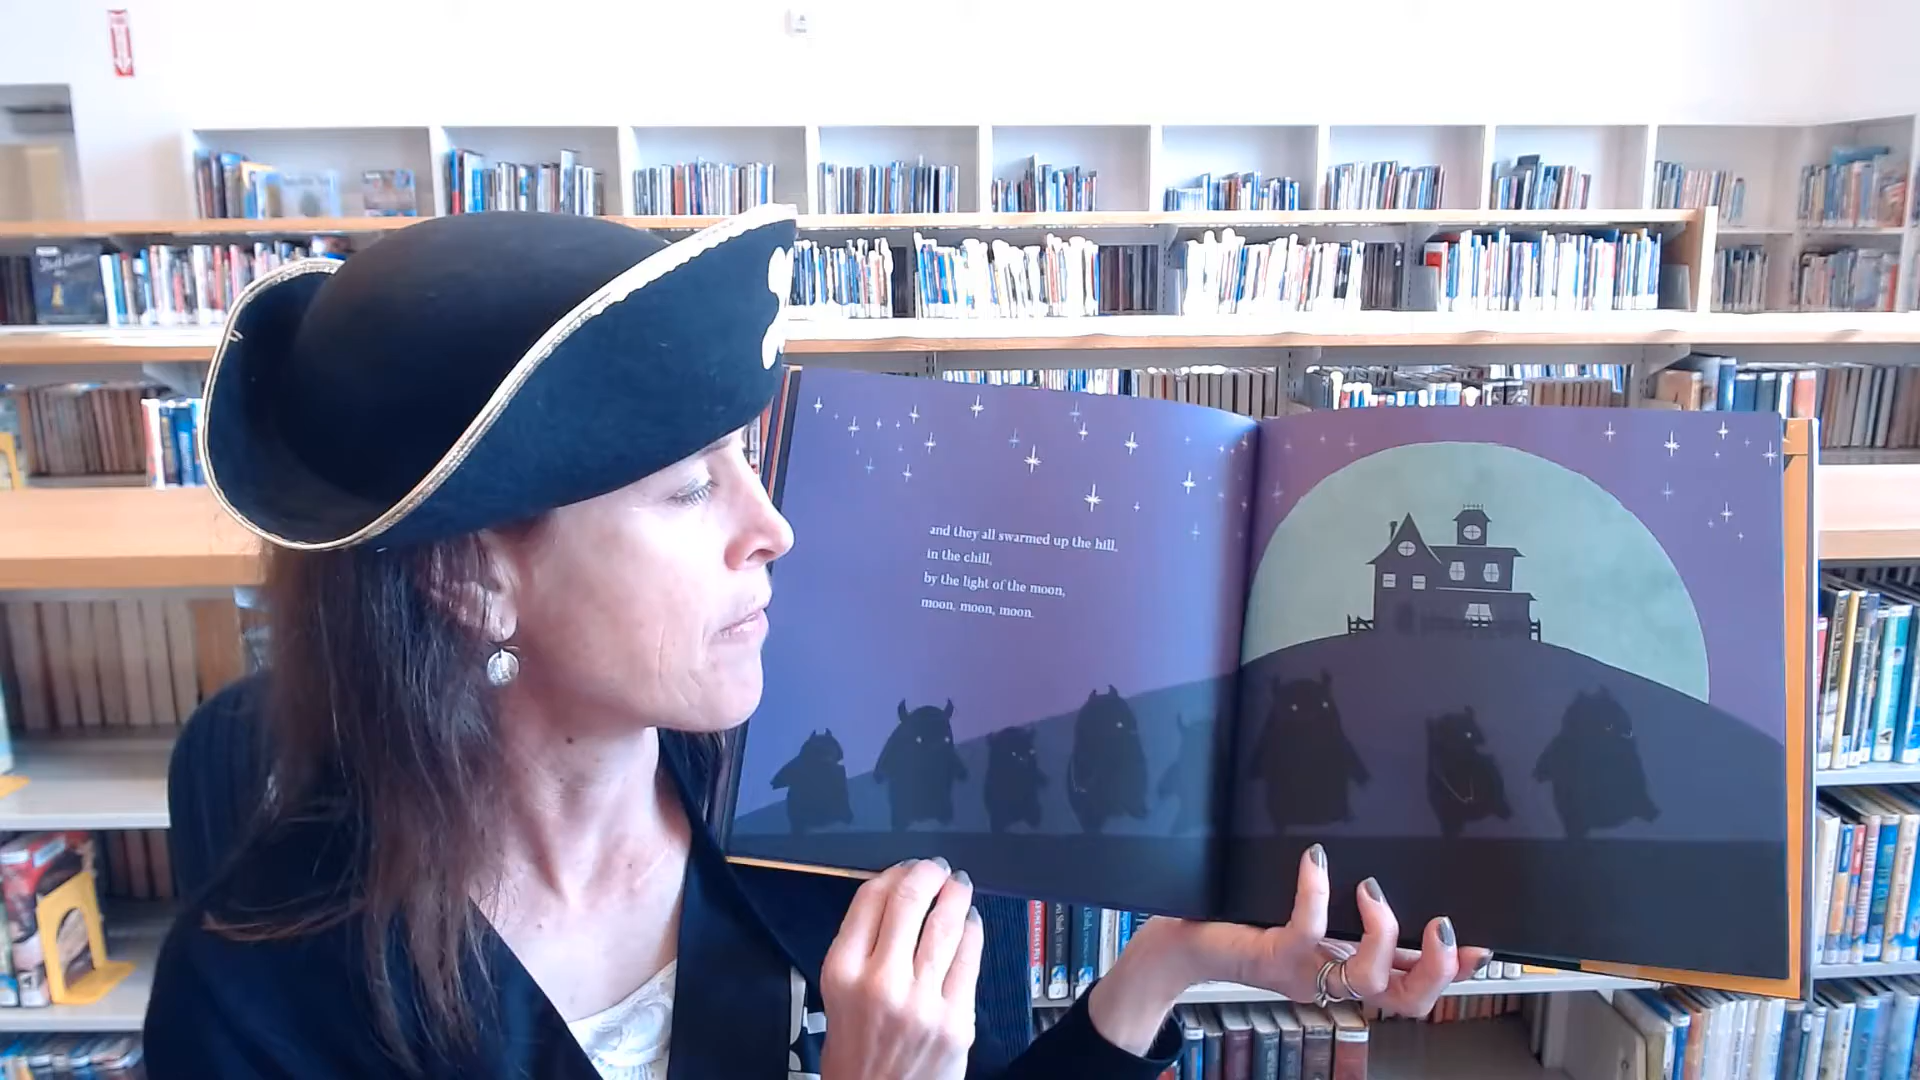 and they all swarmed up the hill,
in the chill,
by the light of the moon,
moon, moon, moon.